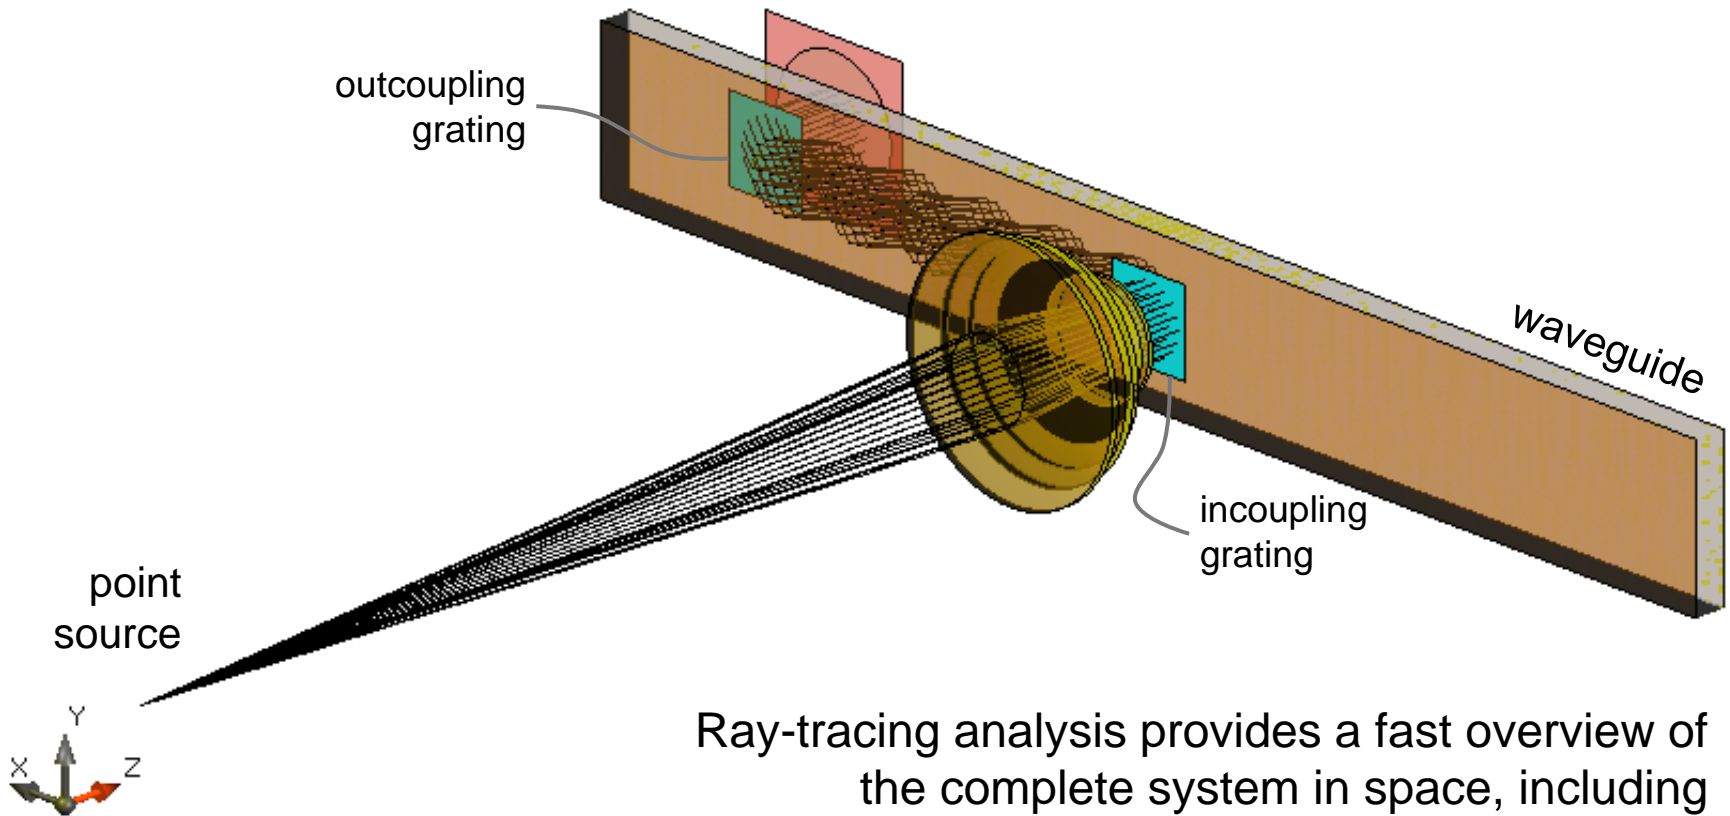 outcoupling
grating
waveguide
incoupling
grating
point
source
Y
X
Z
Ray-tracing analysis provides a fast overview of
the complete system in space, including